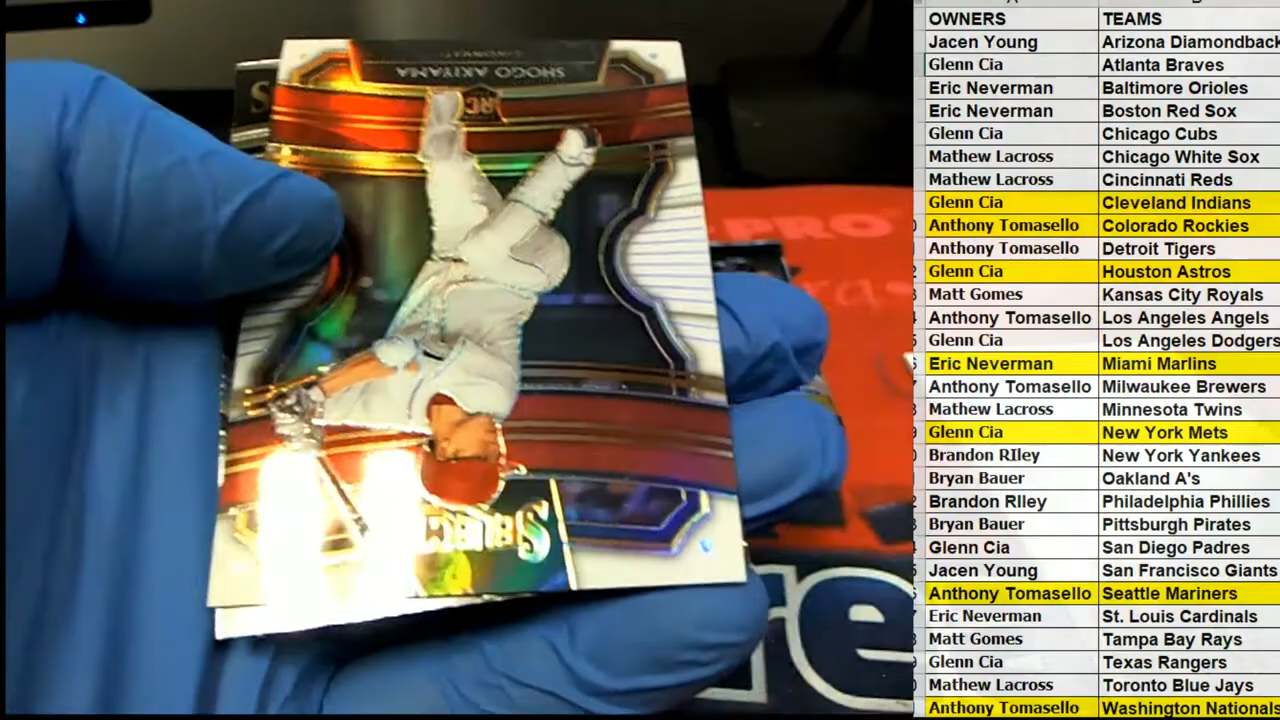 CINCINNATI
SHOGO AKIYAMA
RC
SELECT
PRO
re
OWNERS TEAMS
Jacen Young Arizona Diamondback
Glenn Cia Atlanta Braves
Eric Neverman Baltimore Orioles
Eric Neverman Boston Red Sox
Glenn Cia Chicago Cubs
Mathew Lacross Chicago White Sox
Mathew Lacross Cincinnati Reds
Glenn Cia Cleveland Indians
Anthony Tomasello Colorado Rockies
Anthony Tomasello Detroit Tigers
Glenn Cia Houston Astros
Matt Gomes Kansas City Royals
Anthony Tomasello Los Angeles Angels
Glenn Cia Los Angeles Dodgers
Eric Neverman Miami Marlins
Anthony Tomasello Milwaukee Brewers
Mathew Lacross Minnesota Twins
Glenn Cia New York Mets
Brandon RIley New York Yankees
Bryan Bauer Oakland A's
Brandon RIley Philadelphia Phillies
Bryan Bauer Pittsburgh Pirates
Glenn Cia San Diego Padres
Jacen Young San Francisco Giants
Anthony Tomasello Seattle Mariners
Eric Neverman St. Louis Cardinals
Matt Gomes Tampa Bay Rays
Glenn Cia Texas Rangers
Mathew Lacross Toronto Blue Jays
Anthony Tomasello Washington Nationals